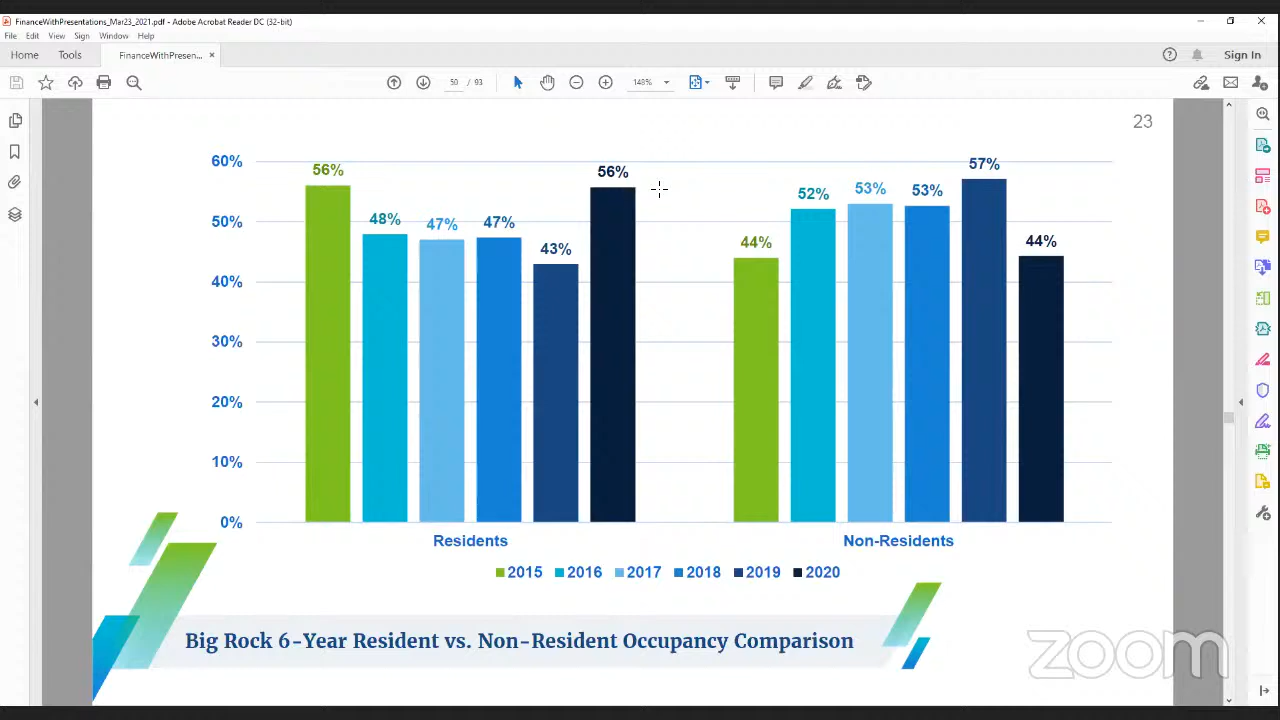 FinanceWithPresentations_Mar23_2021.pdf - Adobe Acrobat Reader DC (32-bit)
File Edit View Sign Window Help
Home Tools FinanceWithPresen... × Sign In
50 / 93 148%
23
60%
50%
40%
30%
20%
10%
0%
56% 48% 47% 47% 43% 56%
44% 52% 53% 53% 57% 44%
Residents Non-Residents
2015 2016 2017 2018 2019 2020
Big Rock 6-Year Resident vs. Non-Resident Occupancy Comparison
zoom